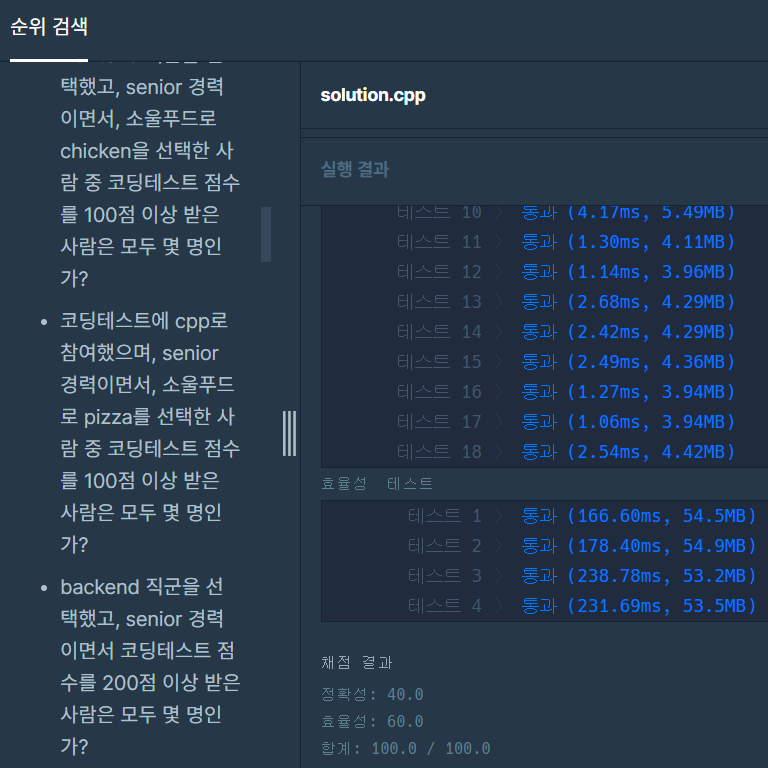 순위 검색
택했고, senior 경력
이면서, 소울푸드로
chicken을 선택한 사
람 중 코딩테스트 점수
를 100점 이상 받은
사람은 모두 몇 명인
가?
• 코딩테스트에 cpp로
참여했으며, senior
경력이면서, 소울푸드
로 pizza를 선택한 사
람 중 코딩테스트 점수
를 100점 이상 받은
사람은 모두 몇 명인
가?
• backend 직군을 선
택했고, senior 경력
이면서 코딩테스트 점
수를 200점 이상 받은
사람은 모두 몇 명인
가?
solution.cpp
실행 결과
테스트 10 〉 통과 (4.17ms, 5.49MB)
테스트 11 〉 통과 (1.30ms, 4.11MB)
테스트 12 〉 통과 (1.14ms, 3.96MB)
테스트 13 〉 통과 (2.68ms, 4.29MB)
테스트 14 〉 통과 (2.42ms, 4.29MB)
테스트 15 〉 통과 (2.49ms, 4.36MB)
테스트 16 〉 통과 (1.27ms, 3.94MB)
테스트 17 〉 통과 (1.06ms, 3.94MB)
테스트 18 〉 통과 (2.54ms, 4.42MB)
효율성 테스트
테스트 1 〉 통과 (166.60ms, 54.5MB)
테스트 2 〉 통과 (178.40ms, 54.9MB)
테스트 3 〉 통과 (238.78ms, 53.2MB)
테스트 4 〉 통과 (231.69ms, 53.5MB)
채점 결과
정확성: 40.0
효율성: 60.0
합계: 100.0 / 100.0